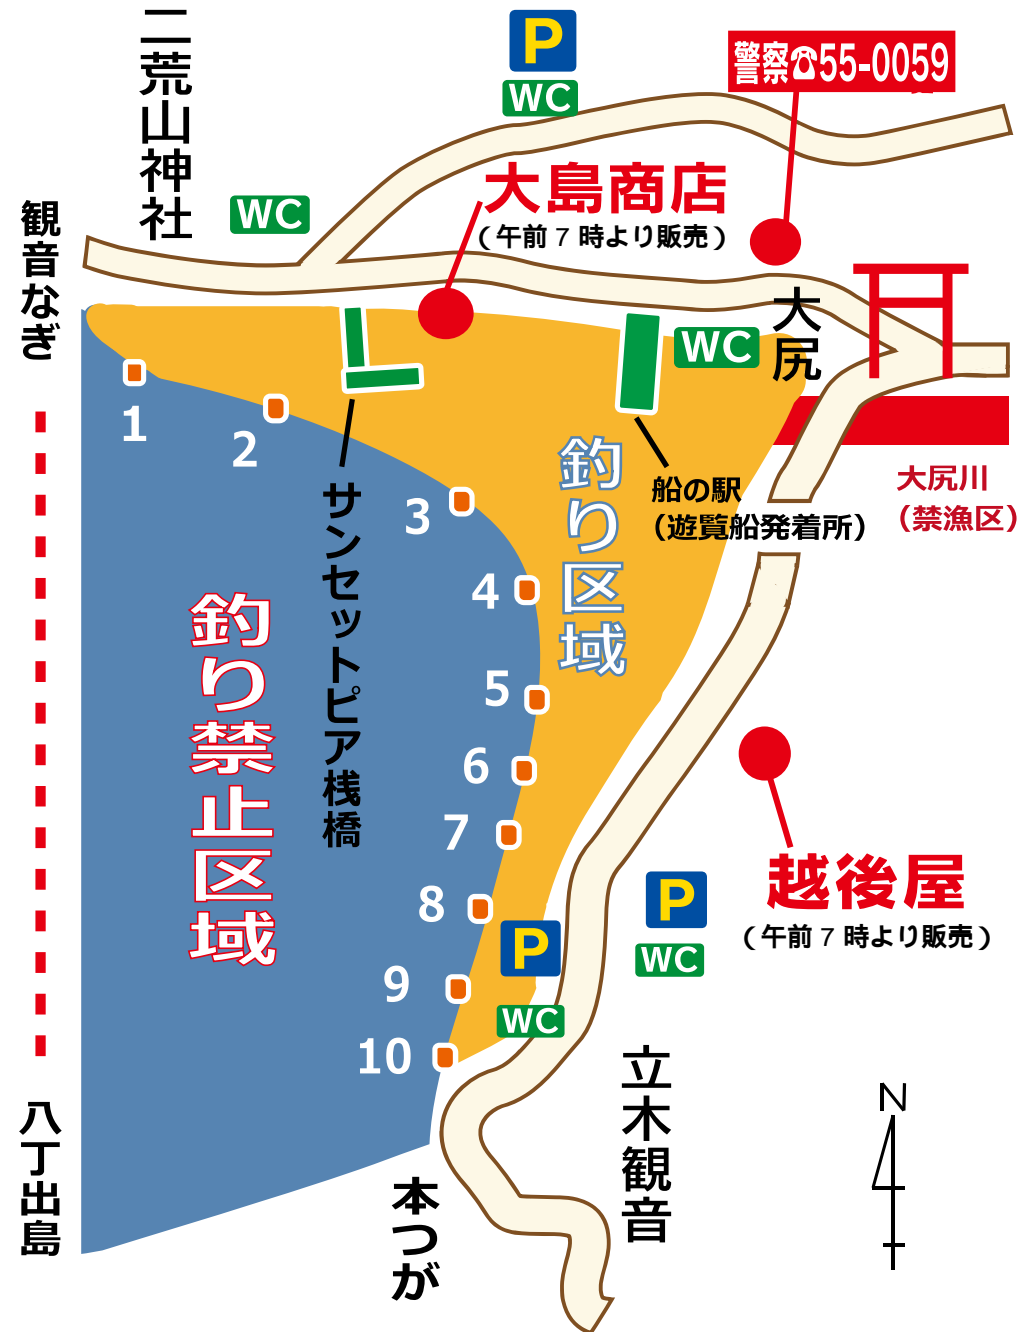 二荒山神社
P
WC
警察☎55-0059
WC
大島商店
（午前7時より販売）
観音なぎ
大尻
WC
1
2
3
4
5
6
7
8
9
10
サンセットピア桟橋
釣り区域
船の駅
（遊覧船発着所）
大尻川
（禁漁区）
釣り禁止区域
越後屋
（午前7時より販売）
P
WC
P
WC
立木観音
八丁出島
本つが
N